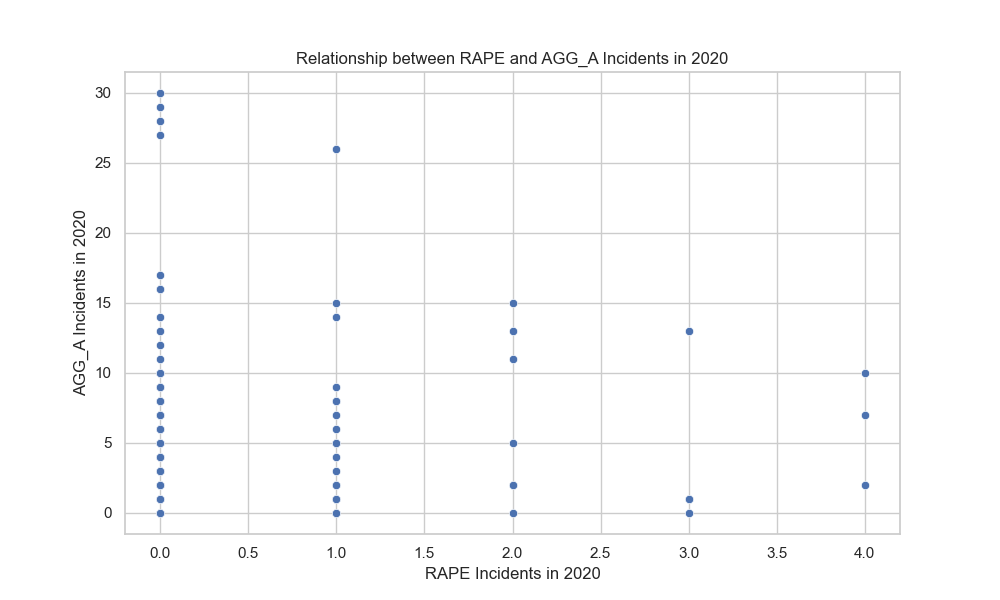 Relationship between RAPE and AGG_A Incidents in 2020
AGG_A Incidents in 2020
30
25
20
15
10
5
0
0.0 0.5 1.0 1.5 2.0 2.5 3.0 3.5 4.0
RAPE Incidents in 2020